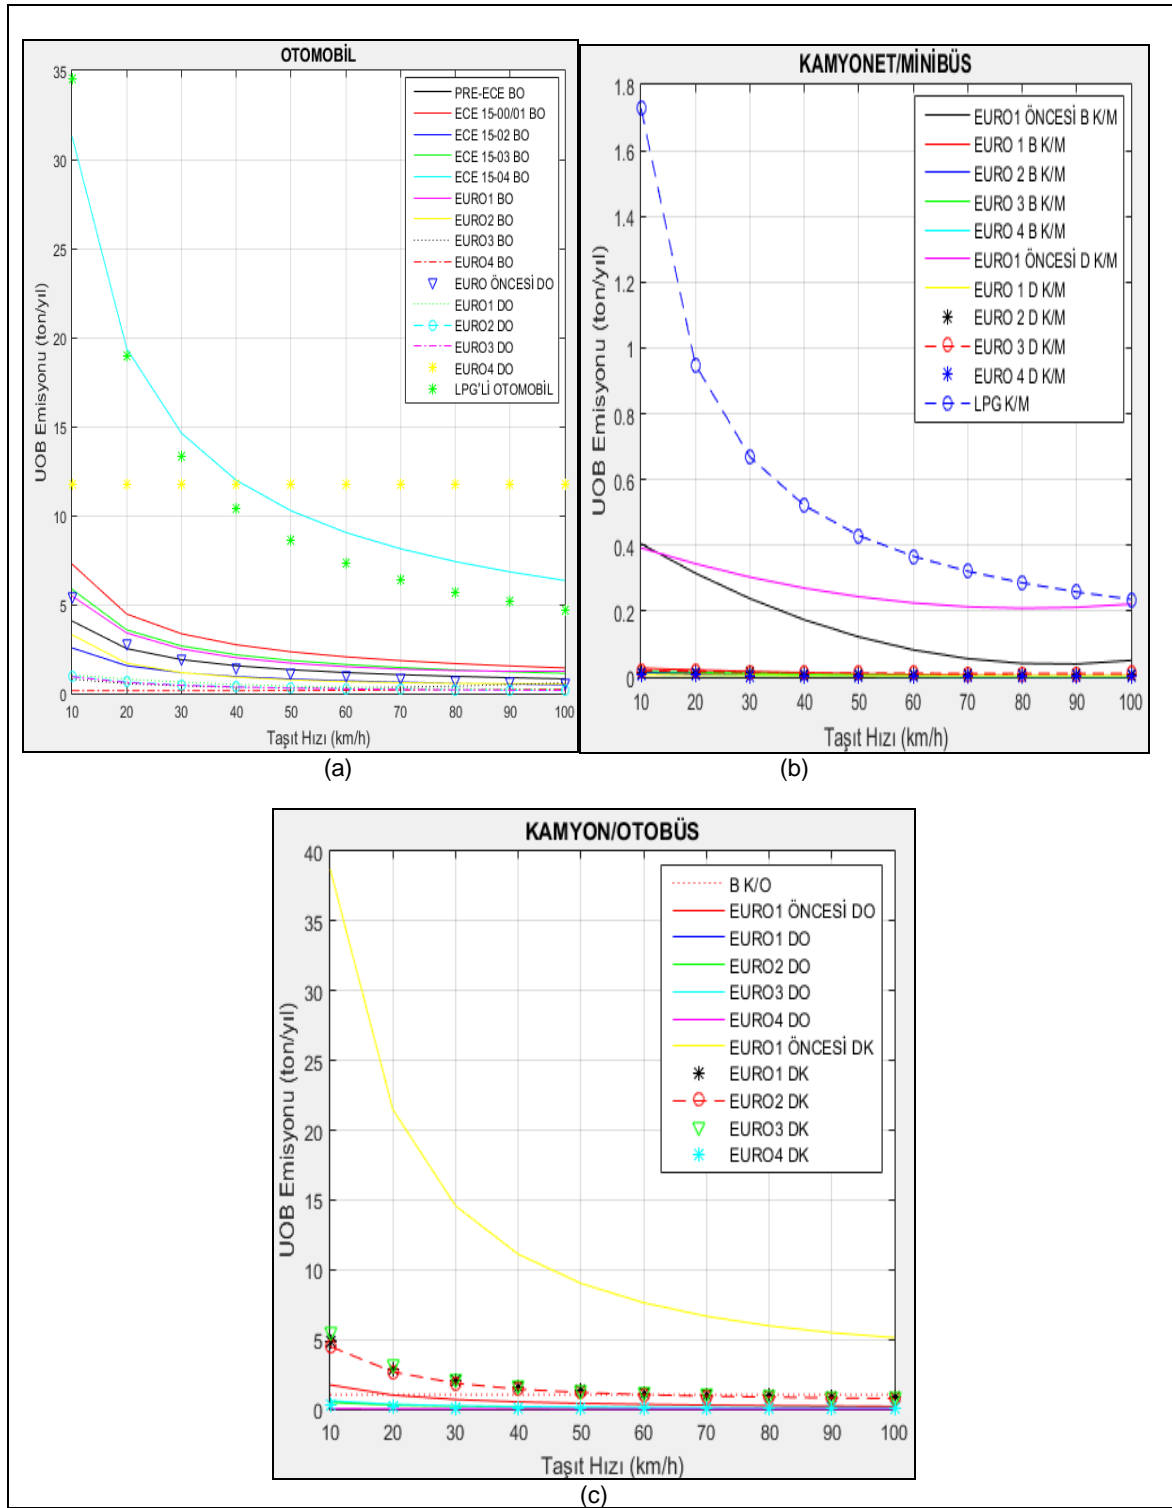 OTOMOBİL
35
30
25
20
15
10
5
0
UOB Emisyonu (ton/yıl)
PRE-ECE BO
ECE 15-00/01 BO
ECE 15-02 BO
ECE 15-03 BO
ECE 15-04 BO
EURO1 BO
EURO2 BO
EURO3 BO
EURO4 BO
EURO ÖNCESİ DO
EURO1 DO
EURO2 DO
EURO3 DO
EURO4 DO
LPG'Lİ OTOMOBİL
10 20 30 40 50 60 70 80 90 100
Taşıt Hızı (km/h)
(a)
KAMYONET/MİNİBÜS
1.8
1.6
1.4
1.2
1
0.8
0.6
0.4
0.2
0
UOB Emisyonu (ton/yıl)
EURO1 ÖNCESİ B K/M
EURO 1 B K/M
EURO 2 B K/M
EURO 3 B K/M
EURO 4 B K/M
EURO1 ÖNCESİ D K/M
EURO 1 D K/M
EURO 2 D K/M
EURO 3 D K/M
EURO 4 D K/M
LPG K/M
10 20 30 40 50 60 70 80 90 100
Taşıt Hızı (km/h)
(b)
KAMYON/OTOBÜS
40
35
30
25
20
15
10
5
0
UOB Emisyonu (ton/yıl)
B K/O
EURO1 ÖNCESİ DO
EURO1 DO
EURO2 DO
EURO3 DO
EURO4 DO
EURO1 ÖNCESİ DK
EURO1 DK
EURO2 DK
EURO3 DK
EURO4 DK
10 20 30 40 50 60 70 80 90 100
Taşıt Hızı (km/h)
(c)